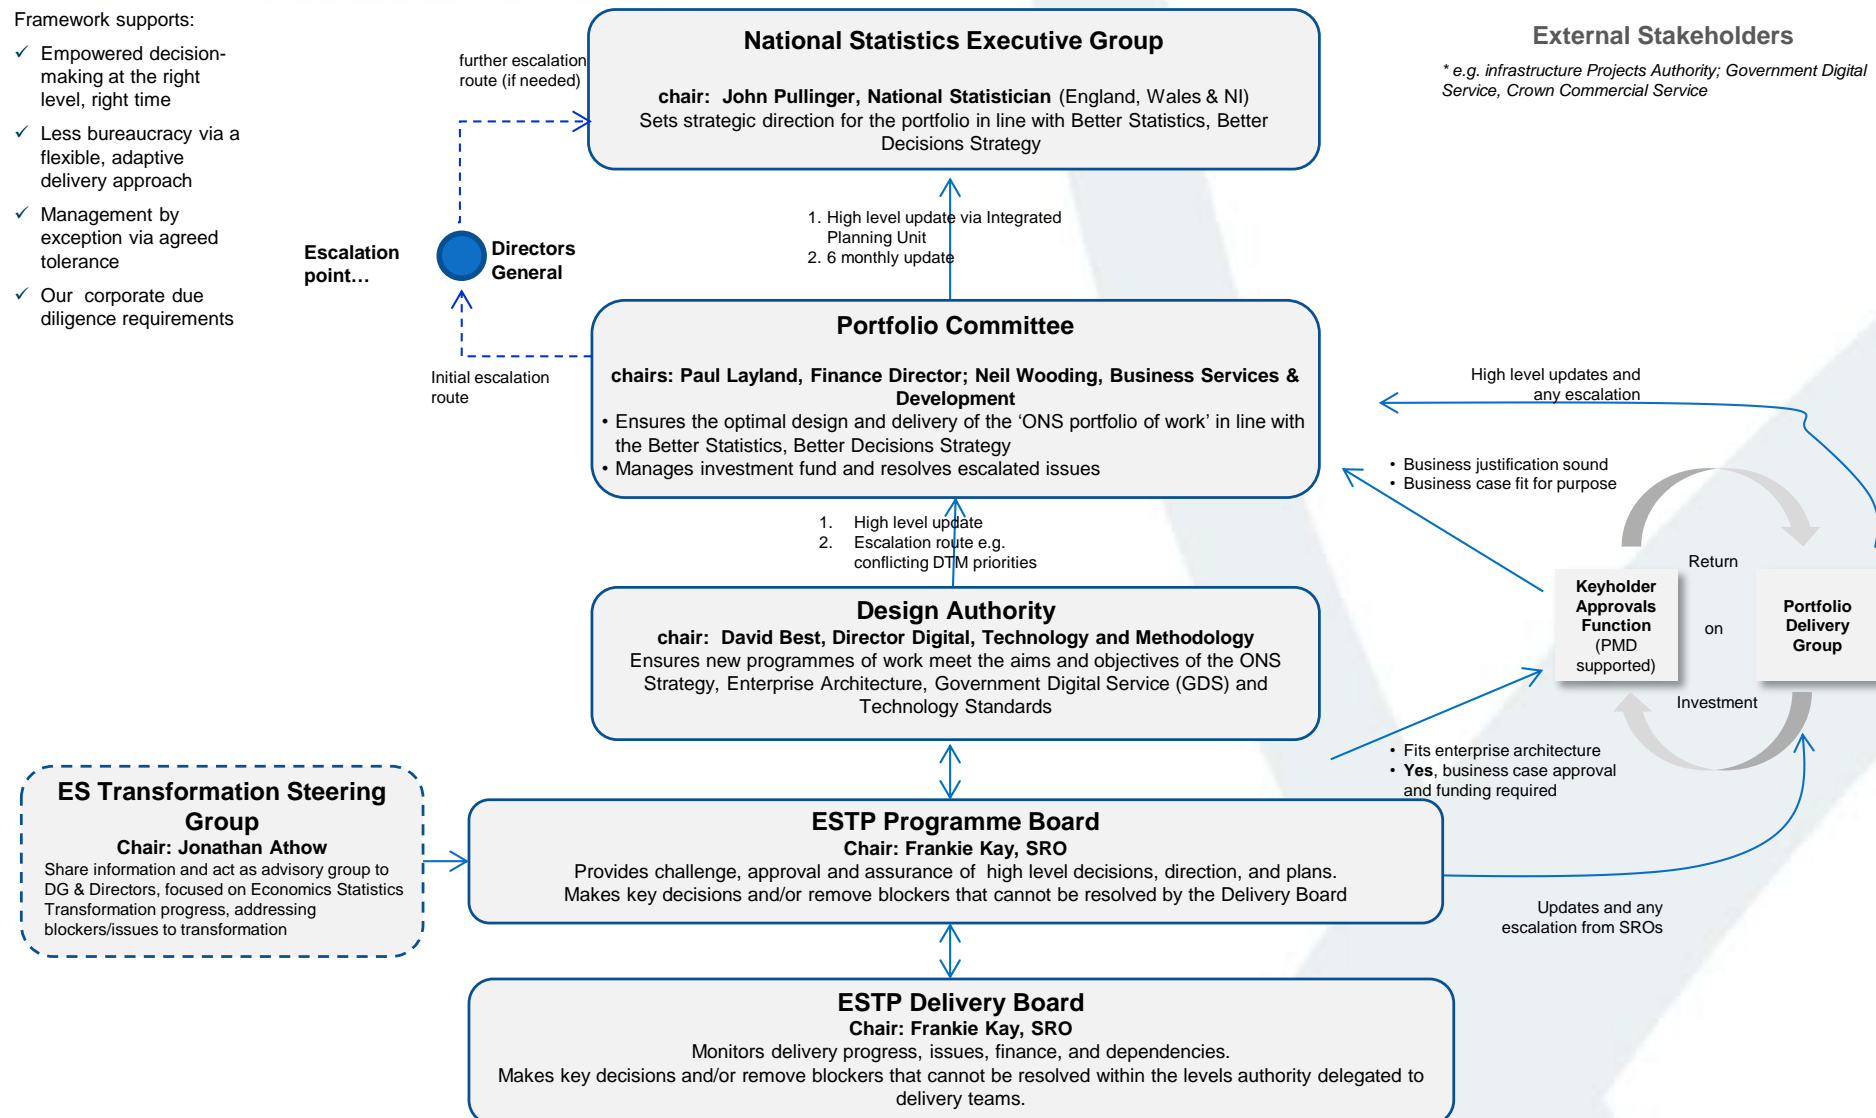 Framework supports:
✓ Empowered decision-
making at the right
level, right time
✓ Less bureaucracy via a
flexible, adaptive
delivery approach
✓ Management by
exception via agreed
tolerance
✓ Our corporate due
diligence requirements
further escalation
route (if needed)
Escalation
point…
Directors
General
Initial escalation
route
National Statistics Executive Group
chair: John Pullinger, National Statistician (England, Wales & NI)
Sets strategic direction for the portfolio in line with Better Statistics, Better
Decisions Strategy
External Stakeholders
* e.g. infrastructure Projects Authority; Government Digital
Service, Crown Commercial Service
1. High level update via Integrated
Planning Unit
2. 6 monthly update
Portfolio Committee
chairs: Paul Layland, Finance Director; Neil Wooding, Business Services &
Development
• Ensures the optimal design and delivery of the ‘ONS portfolio of work’ in line with
the Better Statistics, Better Decisions Strategy
• Manages investment fund and resolves escalated issues
High level updates and
any escalation
• Business justification sound
• Business case fit for purpose
1. High level update
2. Escalation route e.g.
conflicting DTM priorities
Design Authority
chair: David Best, Director Digital, Technology and Methodology
Ensures new programmes of work meet the aims and objectives of the ONS
Strategy, Enterprise Architecture, Government Digital Service (GDS) and
Technology Standards
Keyholder
Approvals
Function
(PMD
supported)
Return
on
Investment
Portfolio
Delivery
Group
• Fits enterprise architecture
• Yes, business case approval
and funding required
ES Transformation Steering
Group
Chair: Jonathan Athow
Share information and act as advisory group to
DG & Directors, focused on Economics Statistics
Transformation progress, addressing
blockers/issues to transformation
ESTP Programme Board
Chair: Frankie Kay, SRO
Provides challenge, approval and assurance of high level decisions, direction, and plans.
Makes key decisions and/or remove blockers that cannot be resolved by the Delivery Board
Updates and any
escalation from SROs
ESTP Delivery Board
Chair: Frankie Kay, SRO
Monitors delivery progress, issues, finance, and dependencies.
Makes key decisions and/or remove blockers that cannot be resolved within the levels authority delegated to
delivery teams.